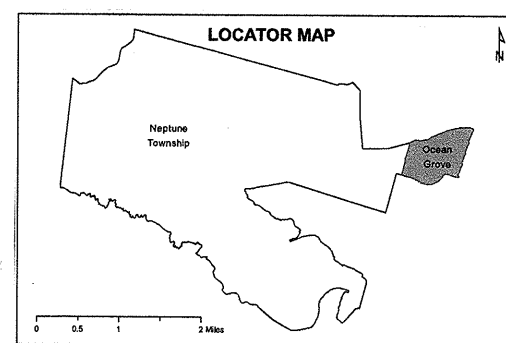 LOCATOR MAP
N
Neptune
Township
Ocean
Grove
0 0.5 1 2 Miles